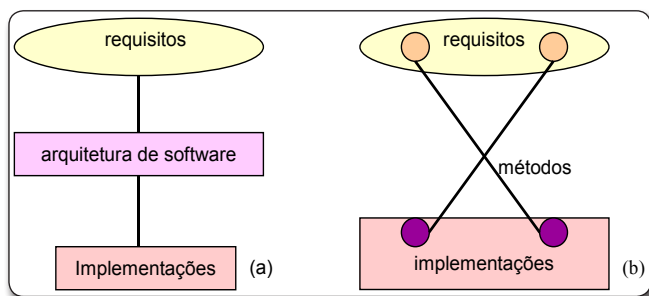 requisitos
arquitetura de software
Implementações
(a)
requisitos
métodos
implementações
(b)